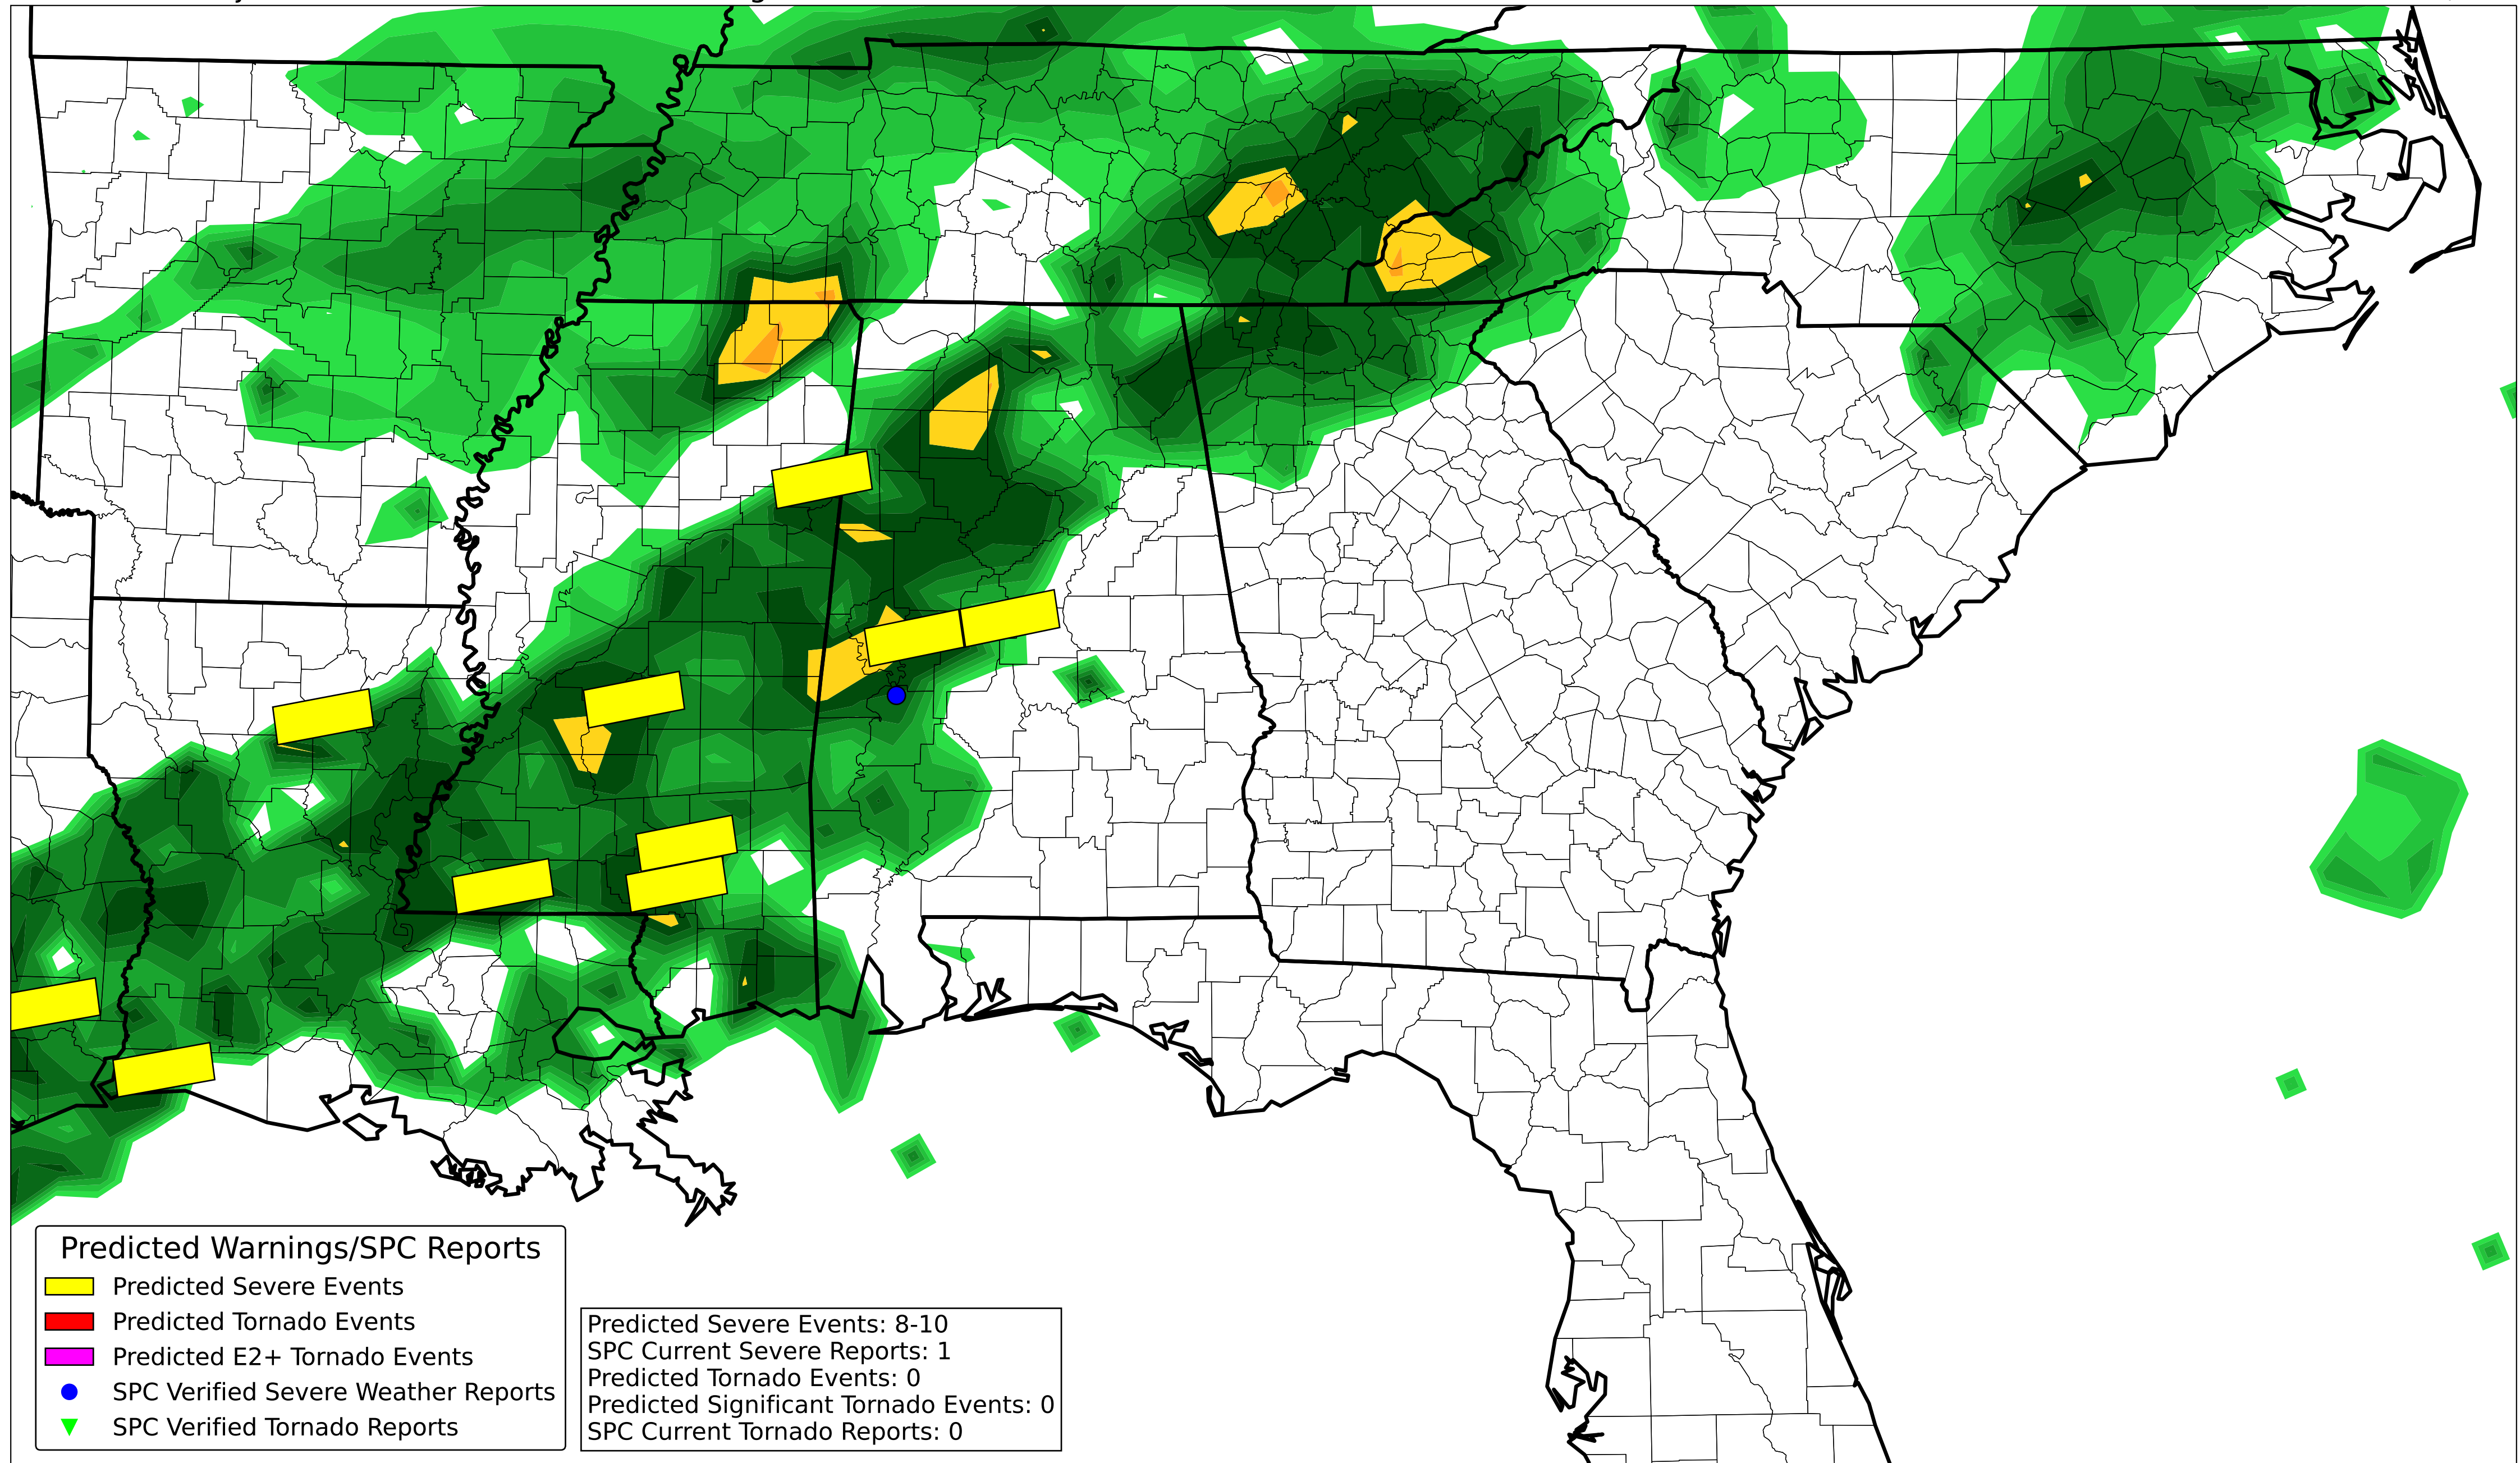 Predicted Warnings/SPC Reports
Predicted Severe Events
Predicted Tornado Events
Predicted E2+ Tornado Events
SPC Verified Severe Weather Reports
SPC Verified Tornado Reports
Predicted Severe Events: 8-10
SPC Current Severe Reports: 1
Predicted Tornado Events: 0
Predicted Significant Tornado Events: 0
SPC Current Tornado Reports: 0